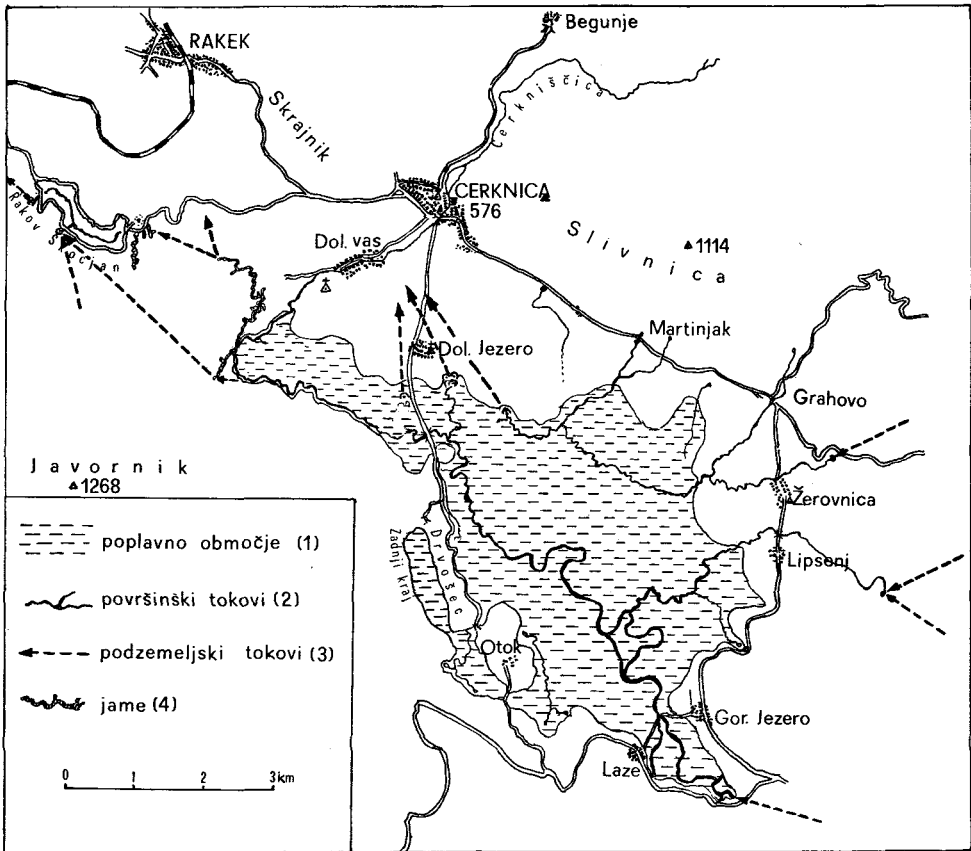 Begunje
RAKEK
Cerkniščica
Skrajnik
CERKNICA
576
Rakov Škocjan
Slivnica
1114
Dol. vas
Martinjak
Dol. Jezero
Grahovo
Javornik
1268
Žerovnica
Zadnji kraj
Drvošec
Lipsenj
Otok
Gor. Jezero
Laze
poplavno območje (1)
površinski tokovi (2)
podzemeljski tokovi (3)
jame (4)
0 1 2 3km